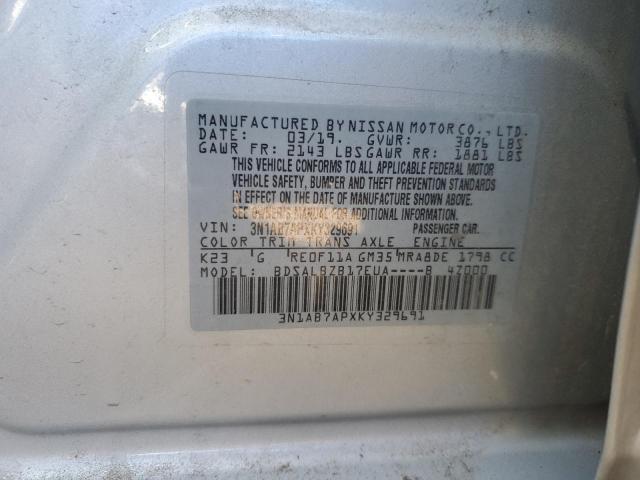 MANUFACTURED BY NISSAN MOTOR CO., LTD.
DATE: 03/19. GVWR: 3876 LBS
GAWR FR: 2143 LBS GAWR RR: 1881 LBS
THIS VEHICLE CONFORMS TO ALL APPLICABLE FEDERAL MOTOR
VEHICLE SAFETY, BUMPER AND THEFT PREVENTION STANDARDS
IN EFFECT ON THE DATE OF MANUFACTURE SHOWN ABOVE.
SEE OWNER'S MANUAL FOR ADDITIONAL INFORMATION.
VIN: 3N1AB7APXKY329691 PASSENGER CAR.
COLOR TRIM TRANS AXLE ENGINE
K23 G RE0F11A GM35 MRA8DE 1798 CC
MODEL: BDSALBZB17EUA----B 4Z000
3N1AB7APXKY329691